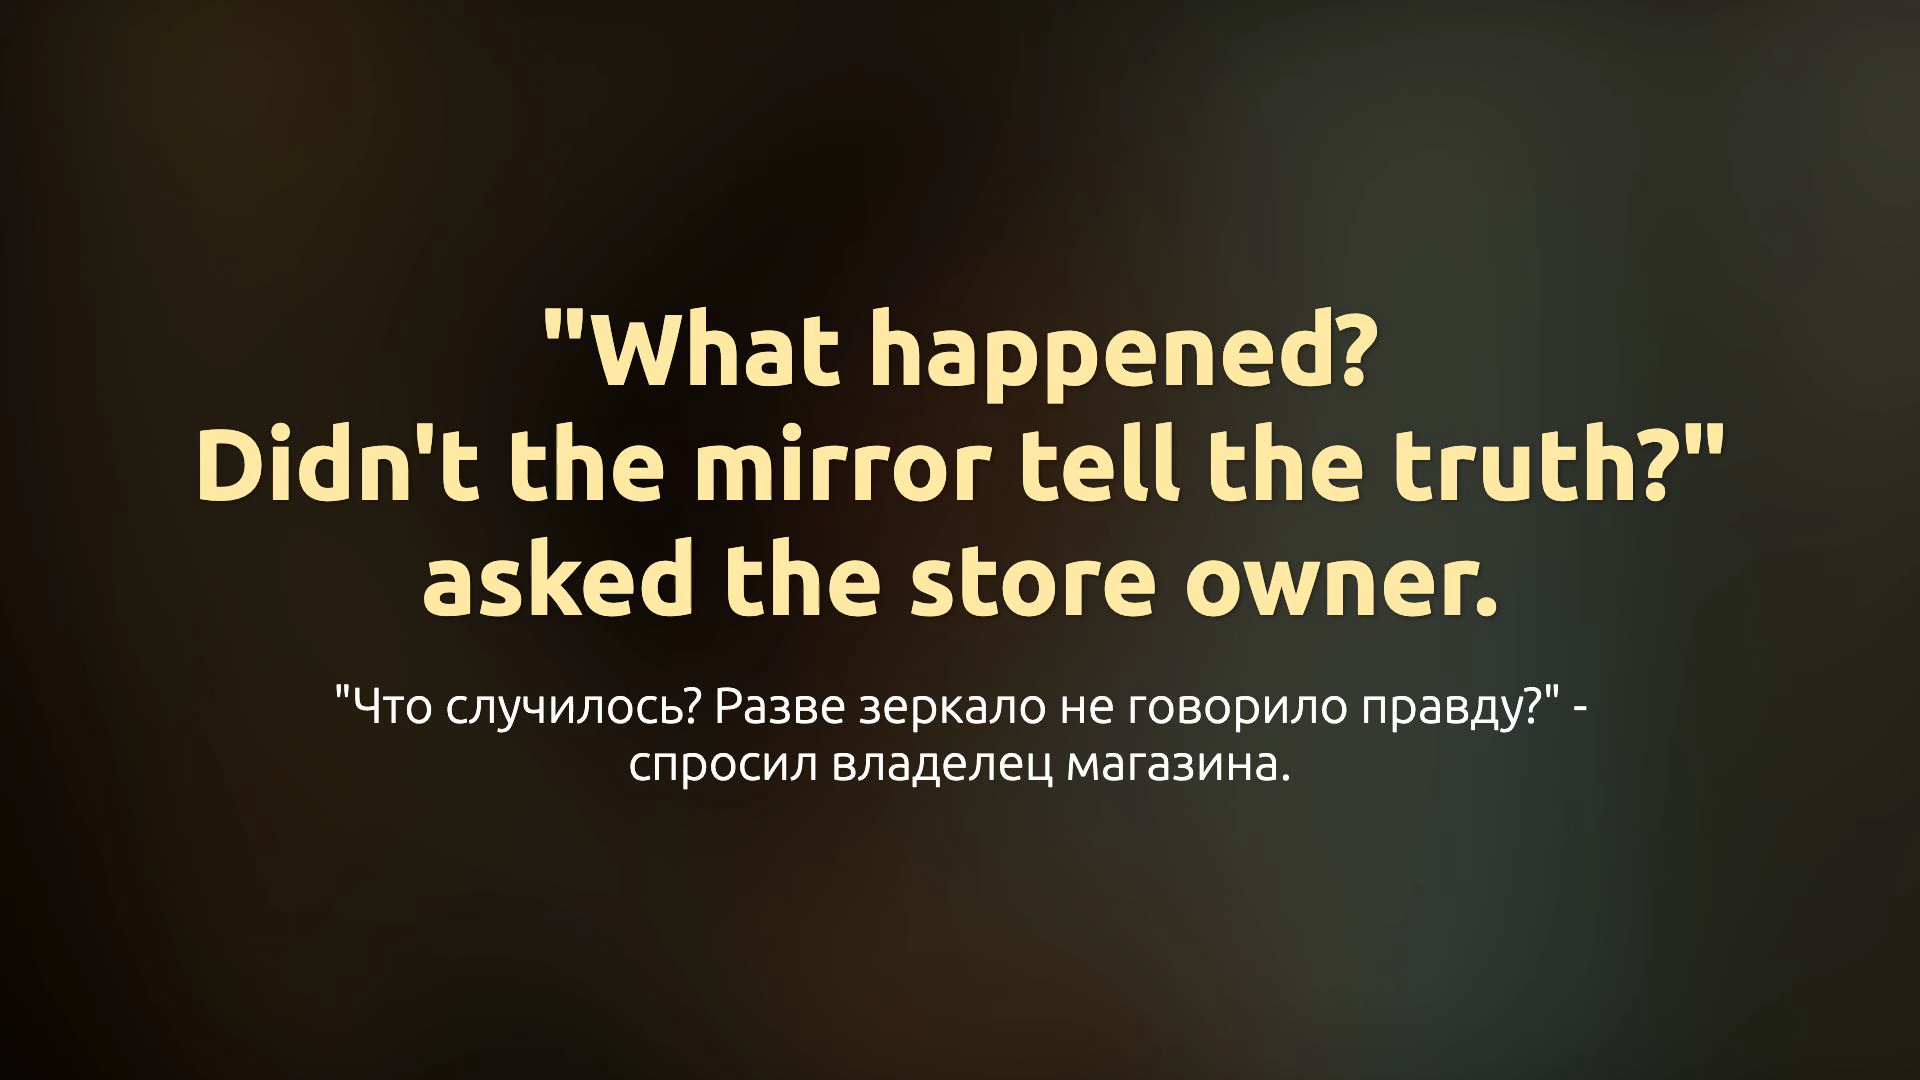 "What happened?
Didn't the mirror tell the truth?"
asked the store owner.
"Что случилось? Разве зеркало не говорило правду?" -
спросил владелец магазина.